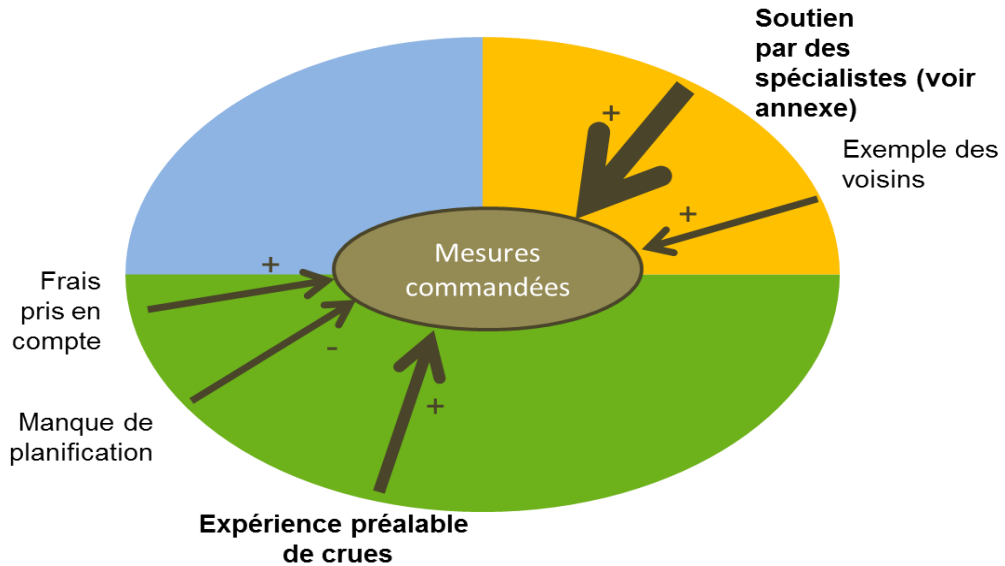 Soutien
par des
spécialistes (voir
annexe)
+
Exemple des
voisins
+
Mesures
commandées
+
Frais
pris en
compte
-
Manque de
planification
+
Expérience préalable
de crues